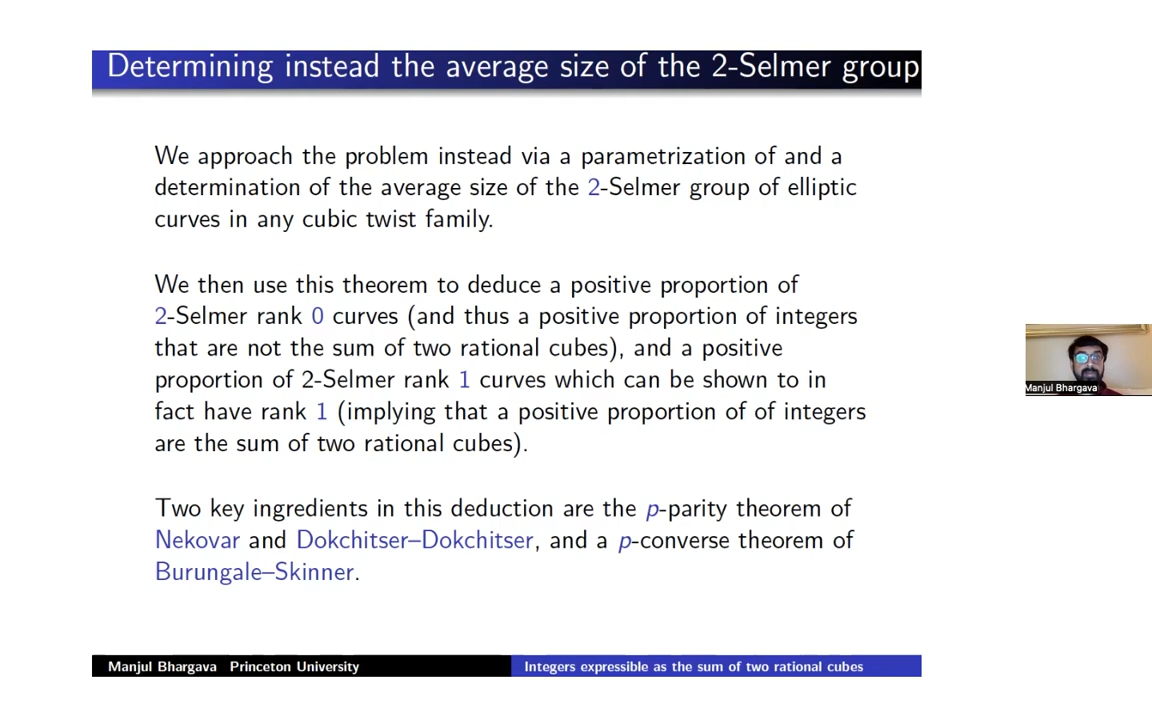 Determining instead the average size of the 2-Selmer group
We approach the problem instead via a parametrization of and a
determination of the average size of the 2-Selmer group of elliptic
curves in any cubic twist family.
We then use this theorem to deduce a positive proportion of
2-Selmer rank 0 curves (and thus a positive proportion of integers
that are not the sum of two rational cubes), and a positive
proportion of 2-Selmer rank 1 curves which can be shown to in
fact have rank 1 (implying that a positive proportion of of integers
are the sum of two rational cubes).
Two key ingredients in this deduction are the p-parity theorem of
Nekovar and Dokchitser–Dokchitser, and a p-converse theorem of
Burungale–Skinner.
Manjul Bhargava
Manjul Bhargava Princeton University
Integers expressible as the sum of two rational cubes